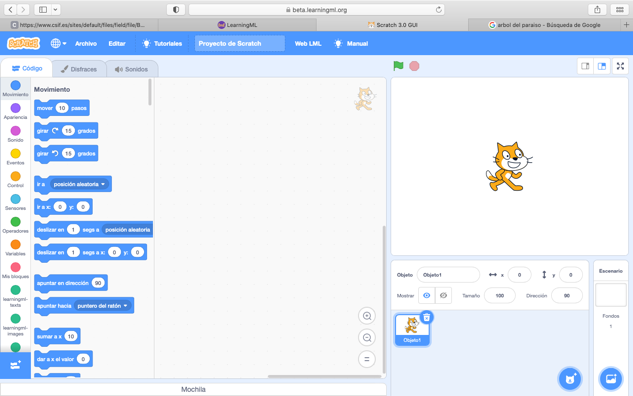 beta.learningml.org
https://www.csif.es/sites/default/files/field/file/B...
LearningML
Scratch 3.0 GUI
arbol del paraiso - Búsqueda de Google
SCRATCH
Archivo
Editar
Tutoriales
Proyecto de Scratch
Web LML
Manual
Código
Disfraces
Sonidos
Movimiento
Apariencia
Sonido
Eventos
Control
Sensores
Operadores
Variables
Mis bloques
learningml-
texts
learningml-
images
Movimiento
mover 10 pasos
girar 15 grados
girar 15 grados
ir a posición aleatoria
ir a x: 0 y: 0
deslizar en 1 segs a posición aleatoria
deslizar en 1 segs a x: 0 y: 0
apuntar en dirección 90
apuntar hacia puntero del ratón
sumar a x 10
dar a x el valor 0
Mochila
Objeto Objeto1 x 0 y 0
Mostrar Tamaño 100 Dirección 90
Objeto1
Escenario
Fondos
1